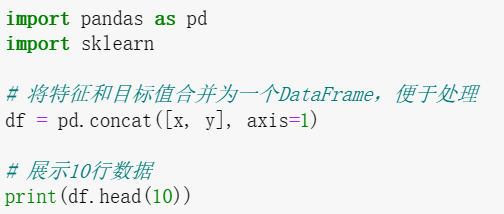 import pandas as pd
import sklearn
# 将特征和目标值合并为一个DataFrame，便于处理
df = pd.concat([x, y], axis=1)
# 展示10行数据
print(df.head(10))